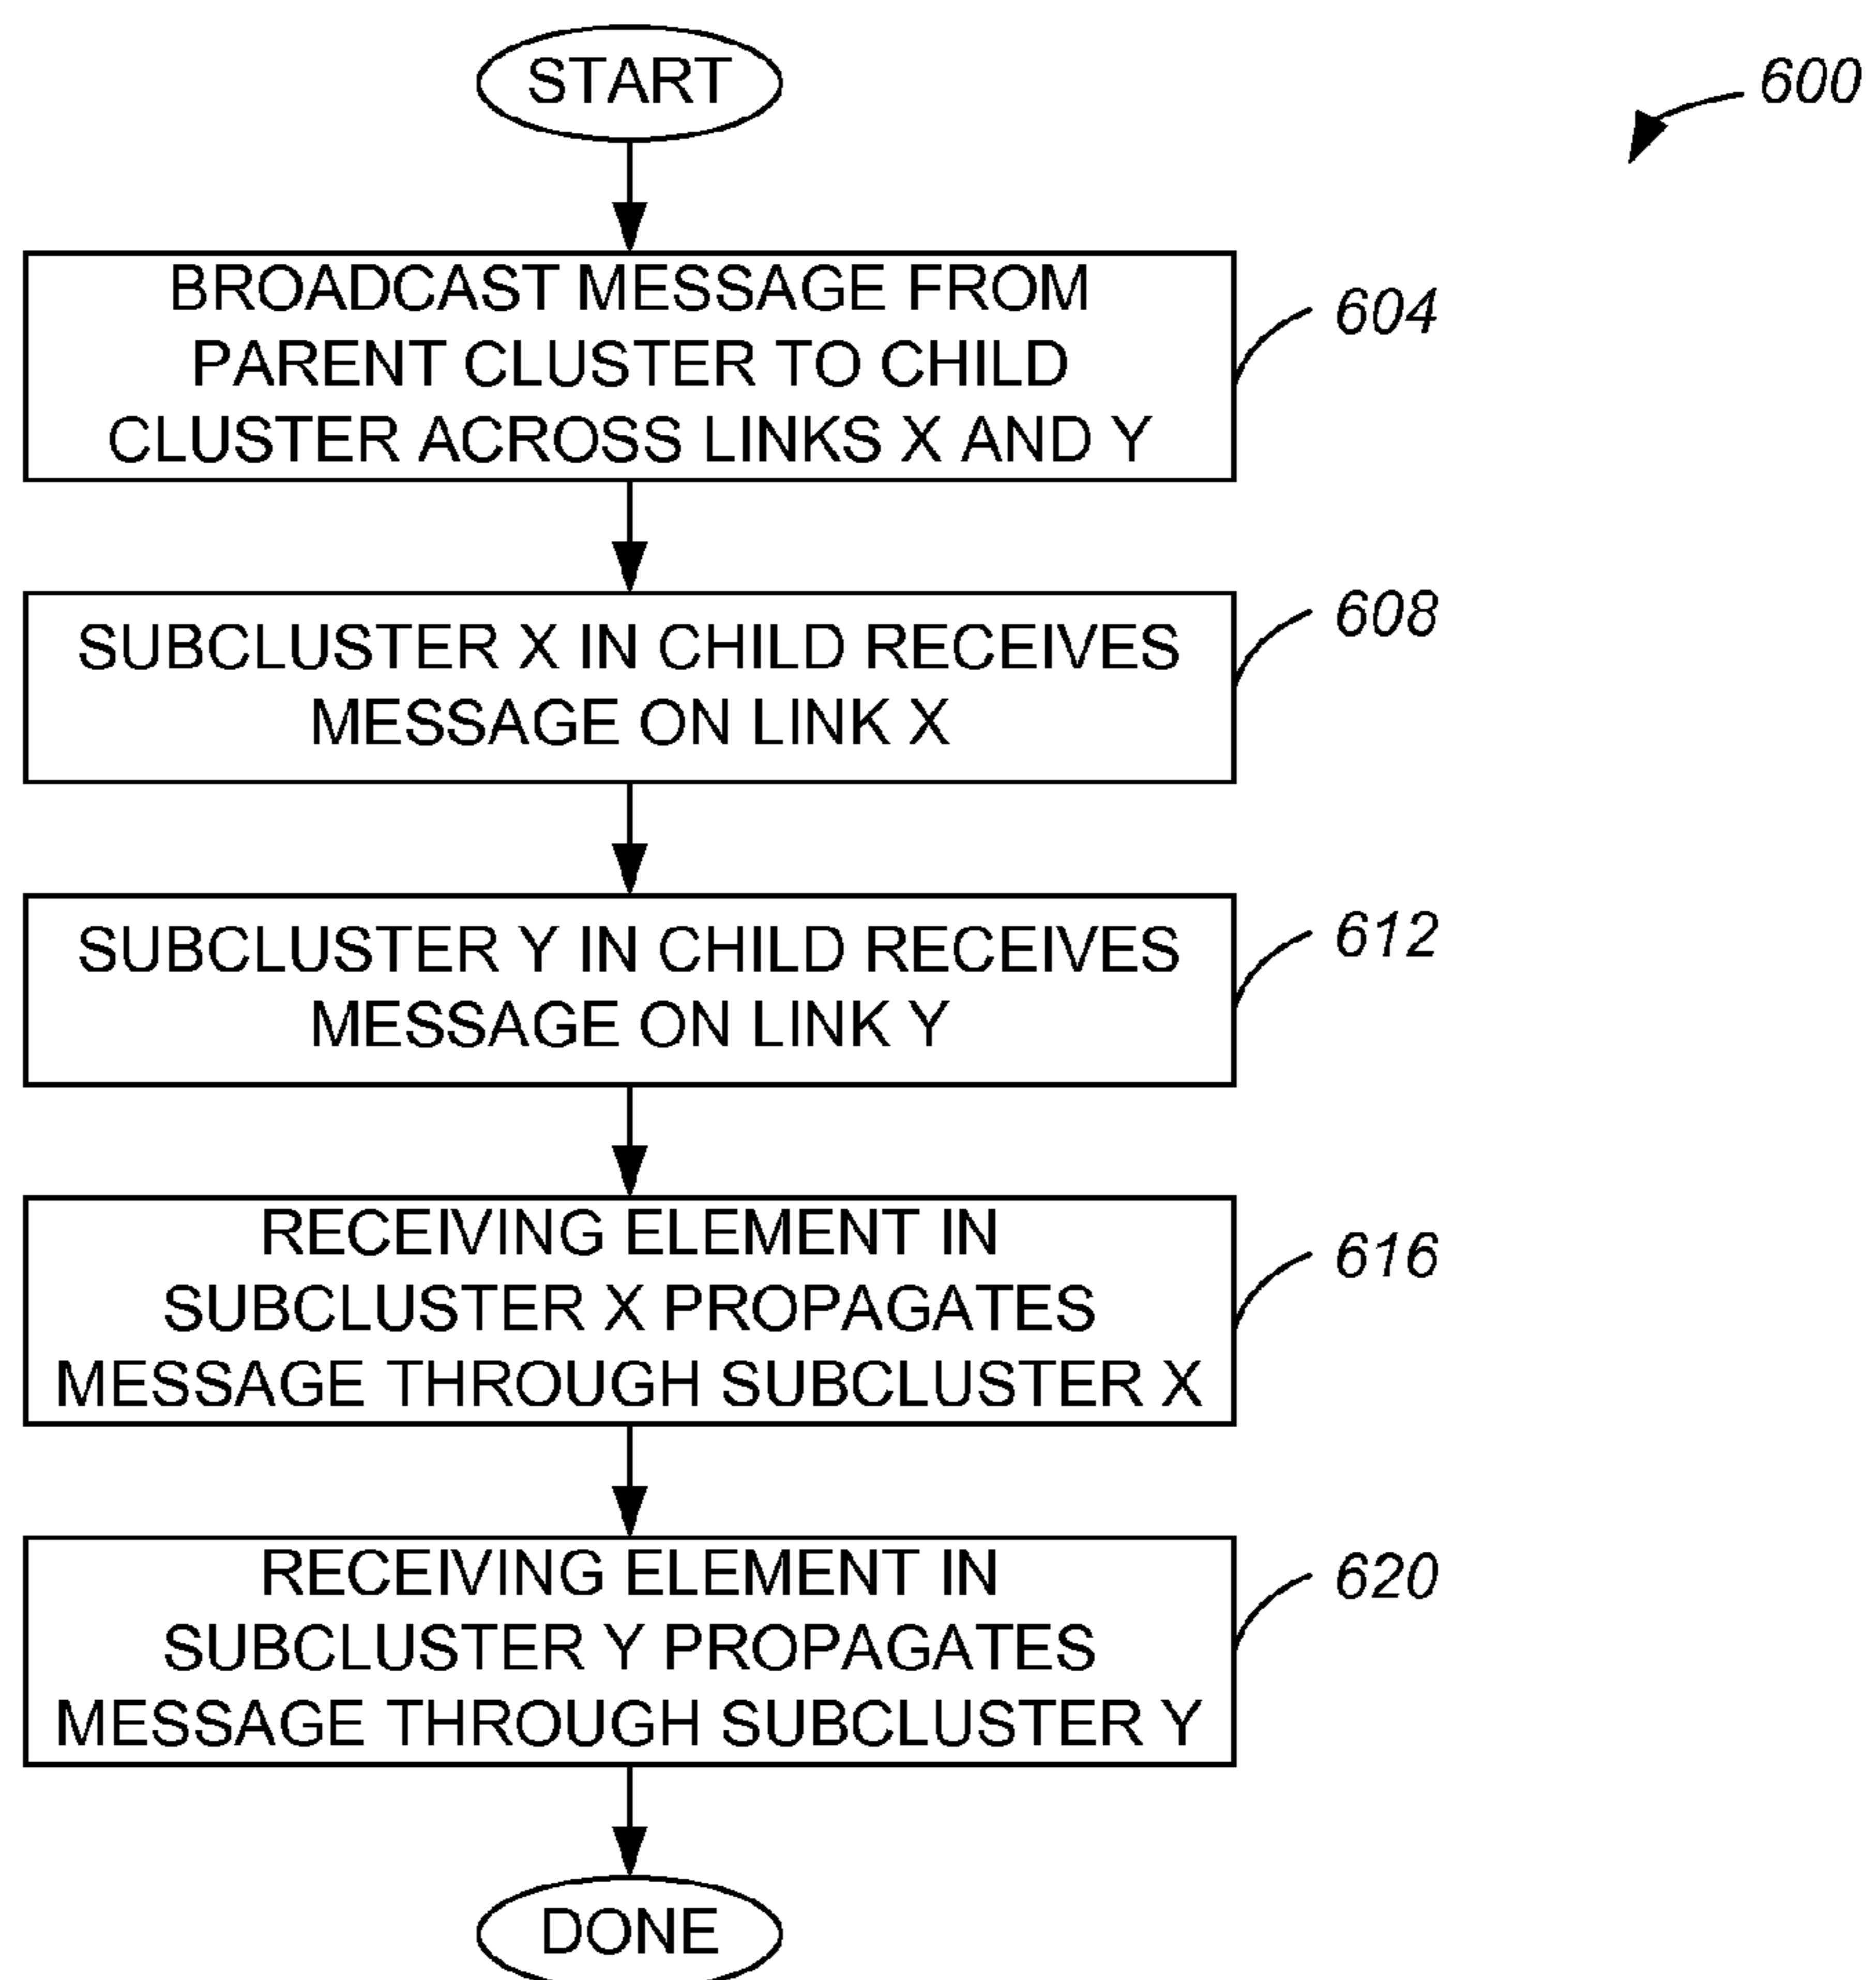 START
600
BROADCAST MESSAGE FROM
PARENT CLUSTER TO CHILD
CLUSTER ACROSS LINKS X AND Y
604
SUBCLUSTER X IN CHILD RECEIVES
MESSAGE ON LINK X
608
SUBCLUSTER Y IN CHILD RECEIVES
MESSAGE ON LINK Y
612
RECEIVING ELEMENT IN
SUBCLUSTER X PROPAGATES
MESSAGE THROUGH SUBCLUSTER X
616
RECEIVING ELEMENT IN
SUBCLUSTER Y PROPAGATES
MESSAGE THROUGH SUBCLUSTER Y
620
DONE